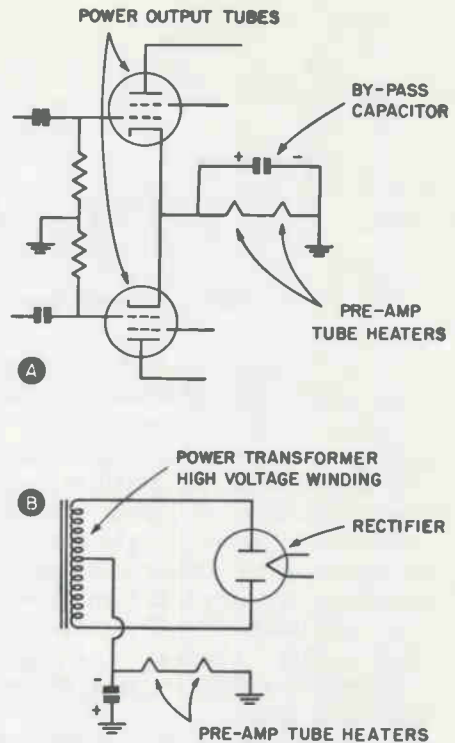 POWER OUTPUT TUBES
BY-PASS
CAPACITOR
+ -
PRE-AMP
TUBE HEATERS
A
POWER TRANSFORMER
HIGH VOLTAGE WINDING
B
RECTIFIER
-
+
PRE-AMP TUBE HEATERS